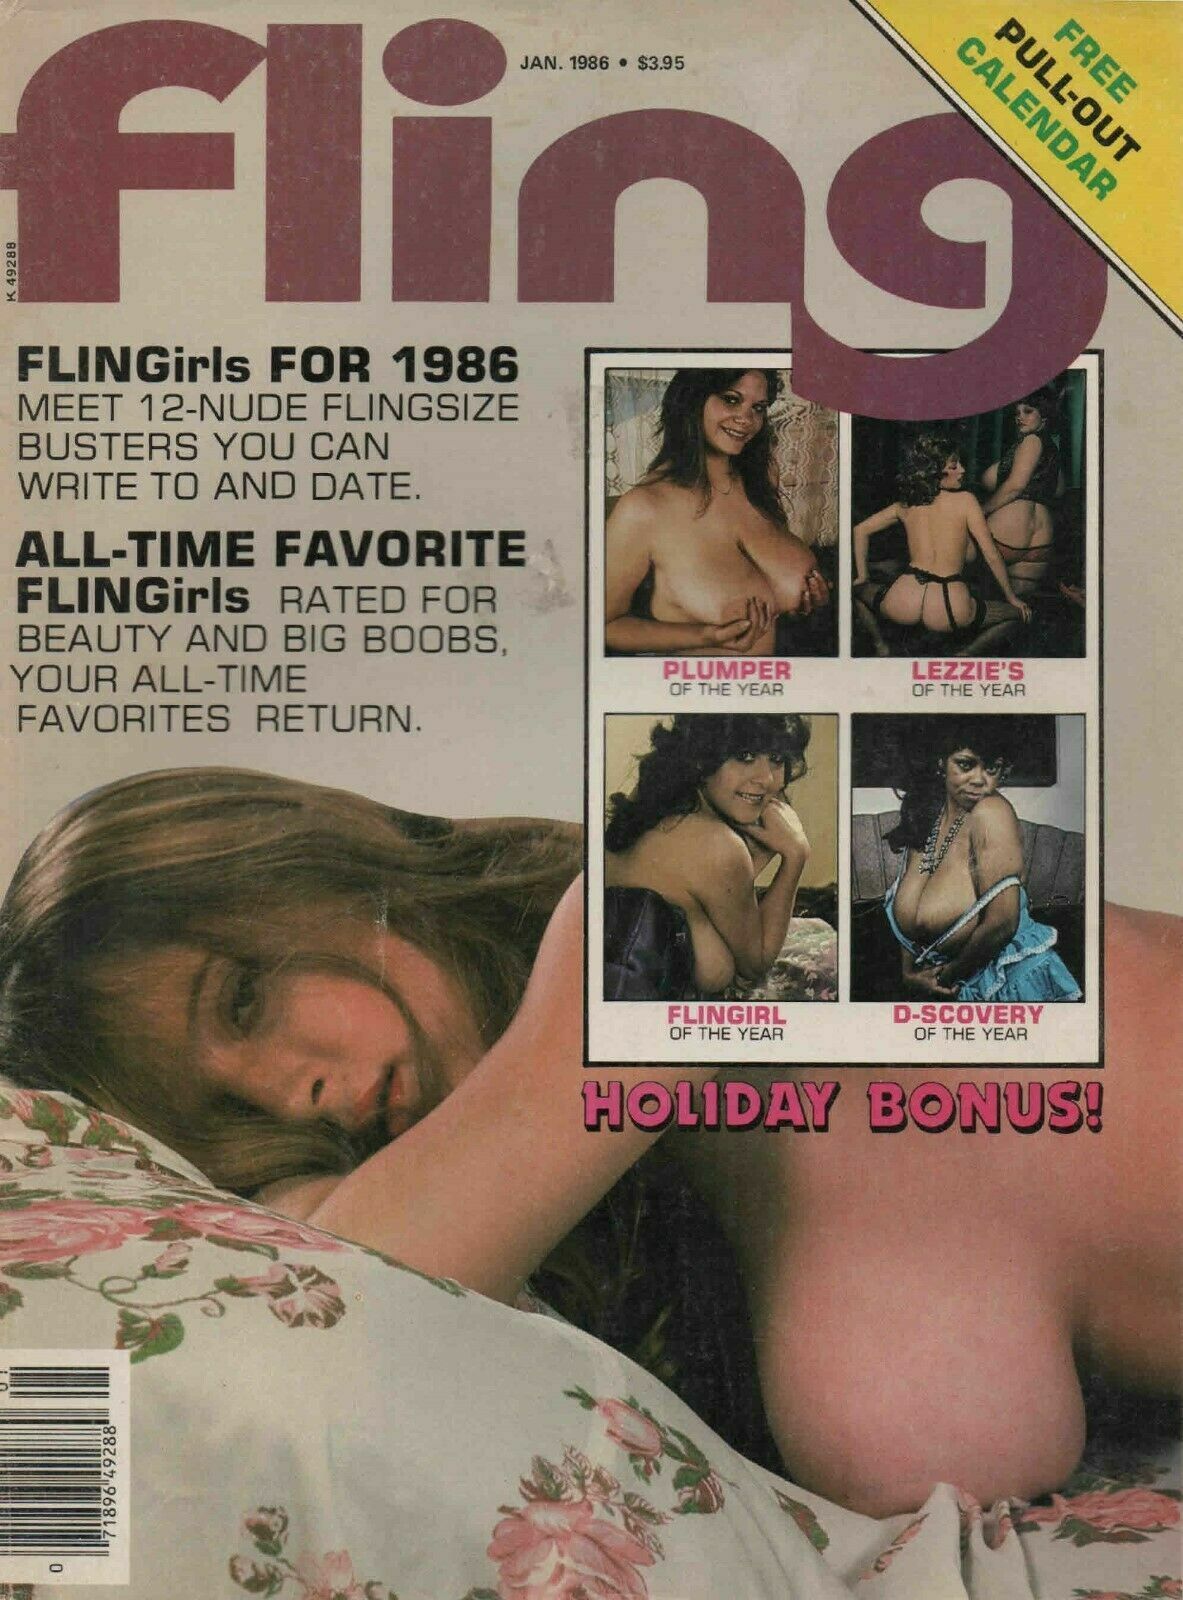 fling
JAN. 1986 • $3.95
FREE
PULL-OUT
CALENDAR
K 49288
FLINGirls FOR 1986
MEET 12-NUDE FLINGSIZE
BUSTERS YOU CAN
WRITE TO AND DATE.
ALL-TIME FAVORITE
FLINGirls RATED FOR
BEAUTY AND BIG BOOBS,
YOUR ALL-TIME
FAVORITES RETURN.
PLUMPER
OF THE YEAR
LEZZIE'S
OF THE YEAR
FLINGIRL
OF THE YEAR
D-SCOVERY
OF THE YEAR
HOLIDAY BONUS!
01
71896 49288
0